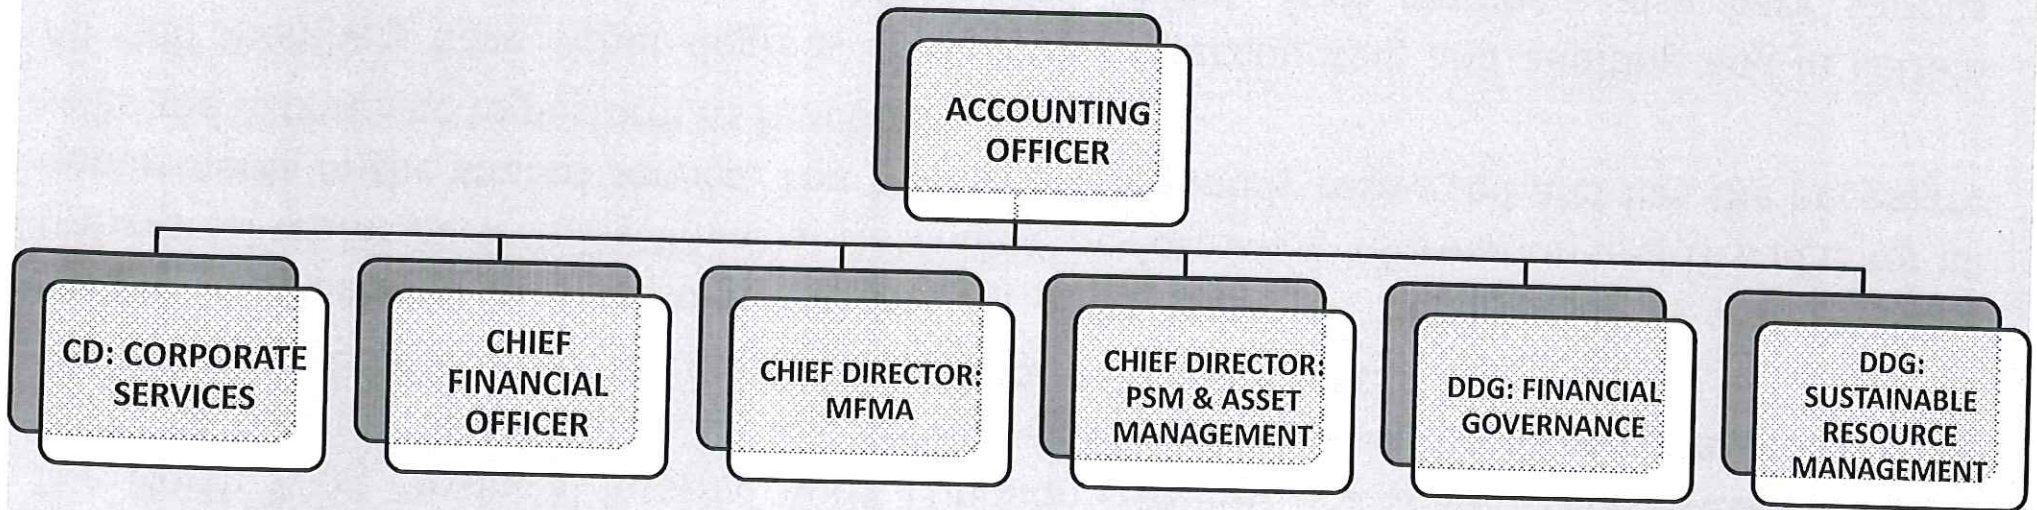 ACCOUNTING
OFFICER
CD: CORPORATE
SERVICES
CHIEF
FINANCIAL
OFFICER
CHIEF DIRECTOR:
MFMA
CHIEF DIRECTOR:
PSM & ASSET
MANAGEMENT
DDG: FINANCIAL
GOVERNANCE
DDG:
SUSTAINABLE
RESOURCE
MANAGEMENT